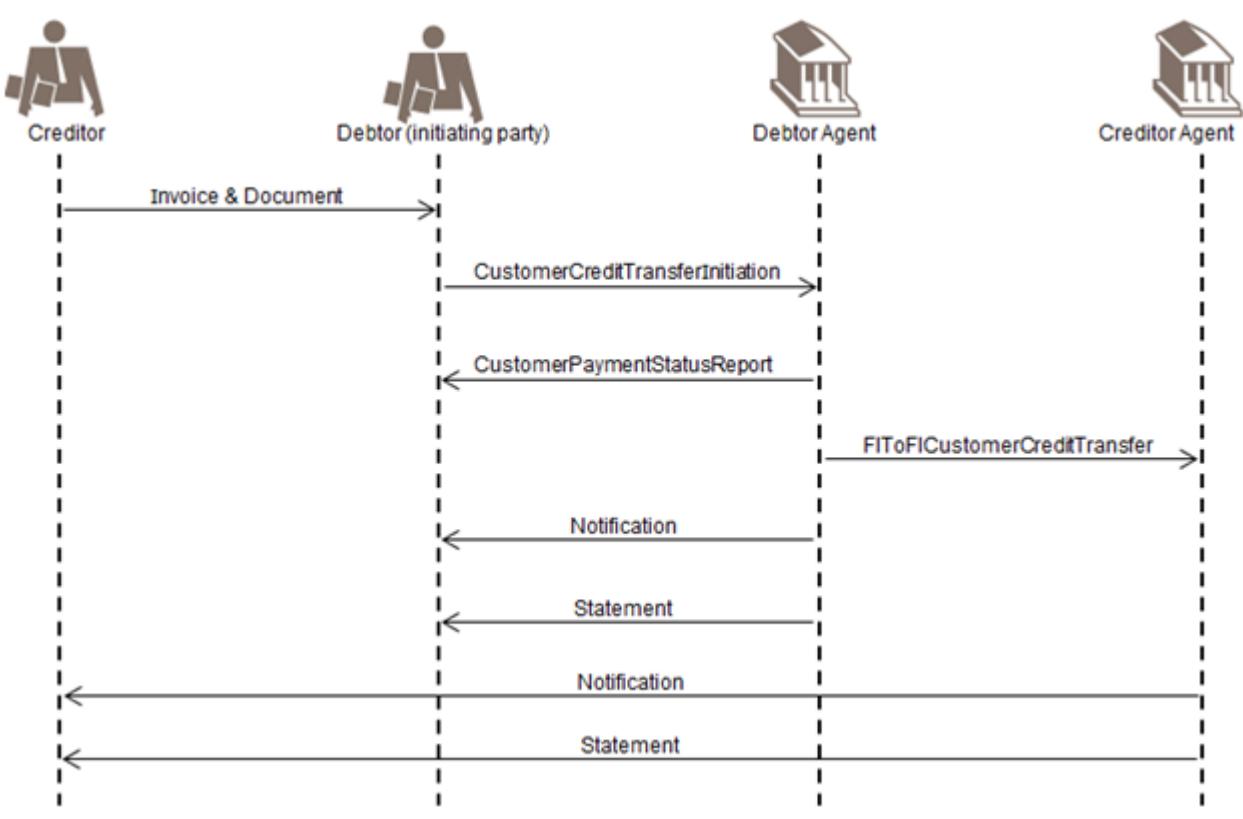 Creditor
Debtor (initiating party)
Debtor Agent
Creditor Agent
Invoice & Document
CustomerCreditTransferInitiation
CustomerPaymentStatusReport
FIToFICustomerCreditTransfer
Notification
Statement
Notification
Statement